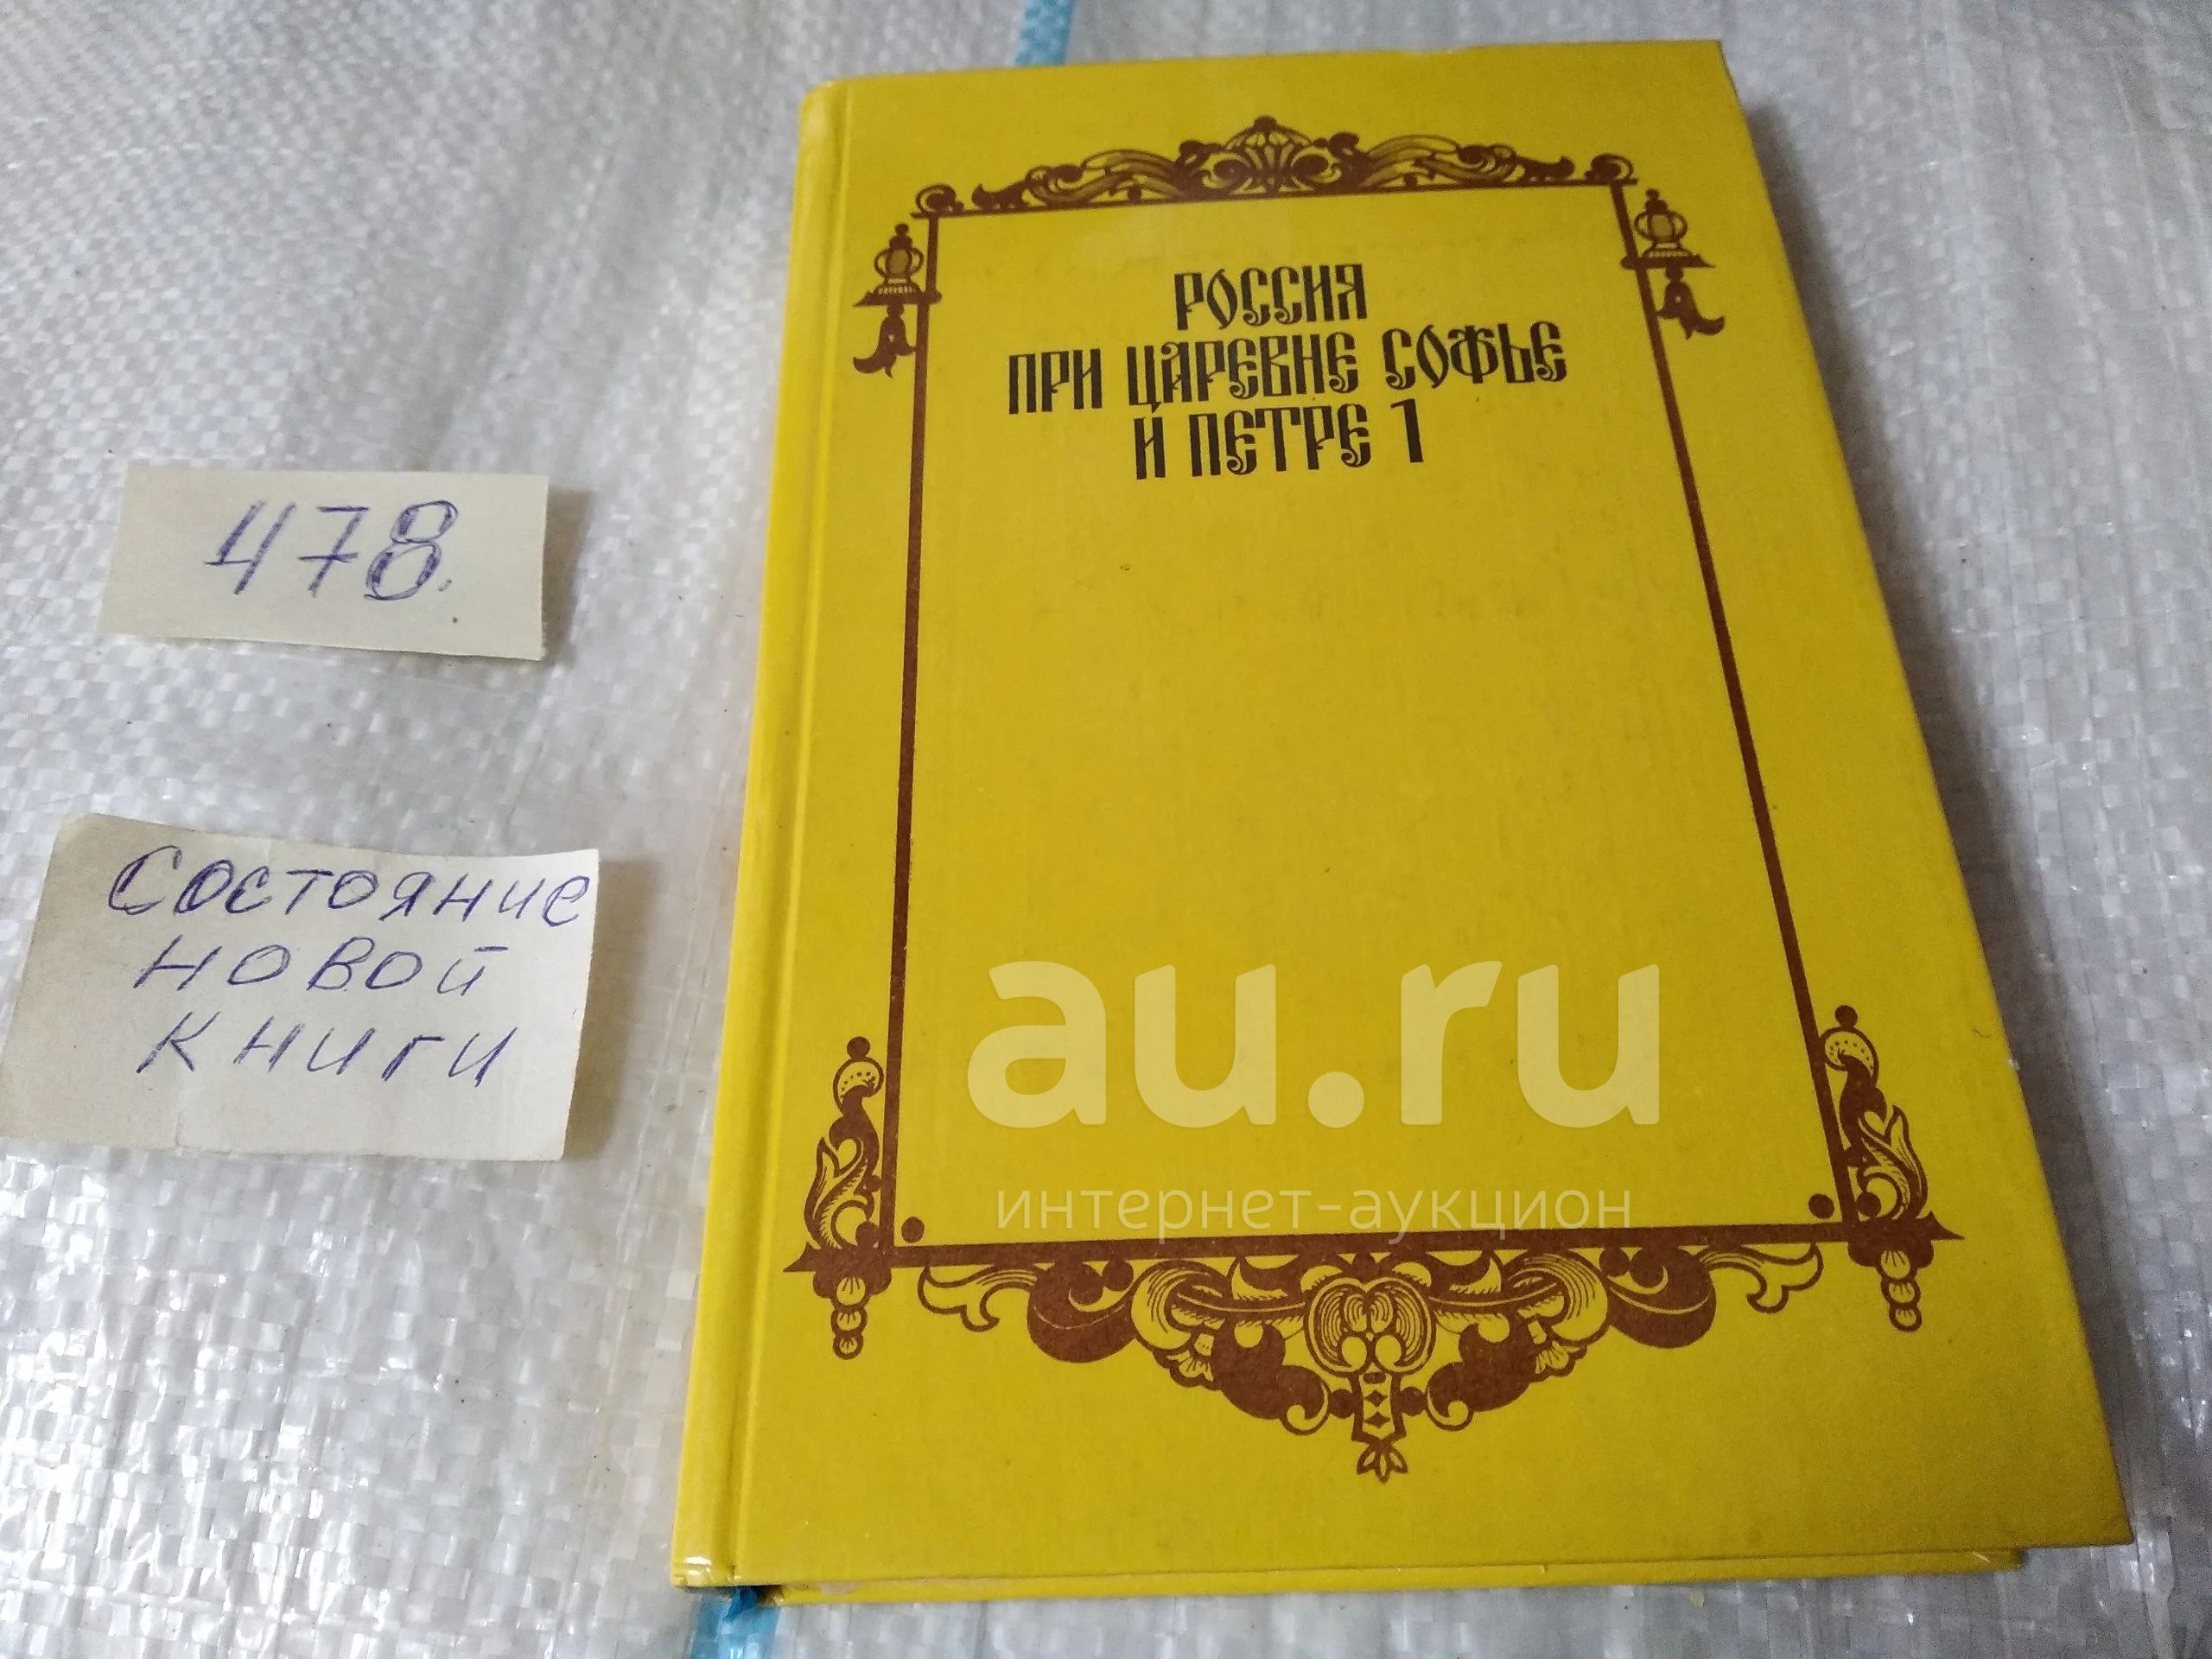 РОССИЯ
ПРИ ЦАРЕВНЕ СОФЬЕ
И ПЕТРЕ 1
478.
Состояние
новой
книги
au.ru
интернет-аукцион